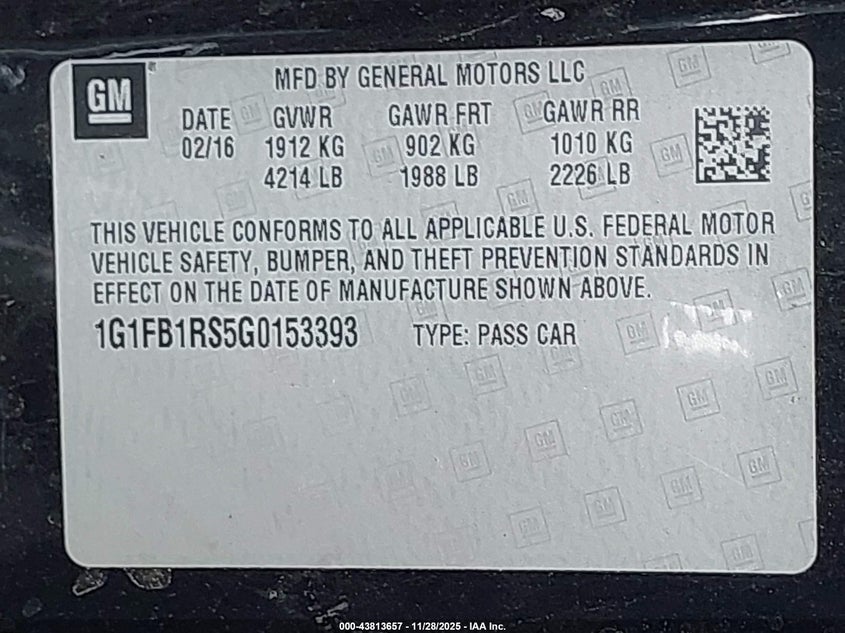 GM
MFD BY GENERAL MOTORS LLC
DATE GVWR GAWR FRT GAWR RR
02/16 1912 KG 902 KG 1010 KG
4214 LB 1988 LB 2226 LB
THIS VEHICLE CONFORMS TO ALL APPLICABLE U.S. FEDERAL MOTOR
VEHICLE SAFETY, BUMPER, AND THEFT PREVENTION STANDARDS IN
EFFECT ON THE DATE OF MANUFACTURE SHOWN ABOVE.
1G1FB1RS5G0153393 TYPE: PASS CAR
000-43813657 - 11/28/2025 - IAA Inc.